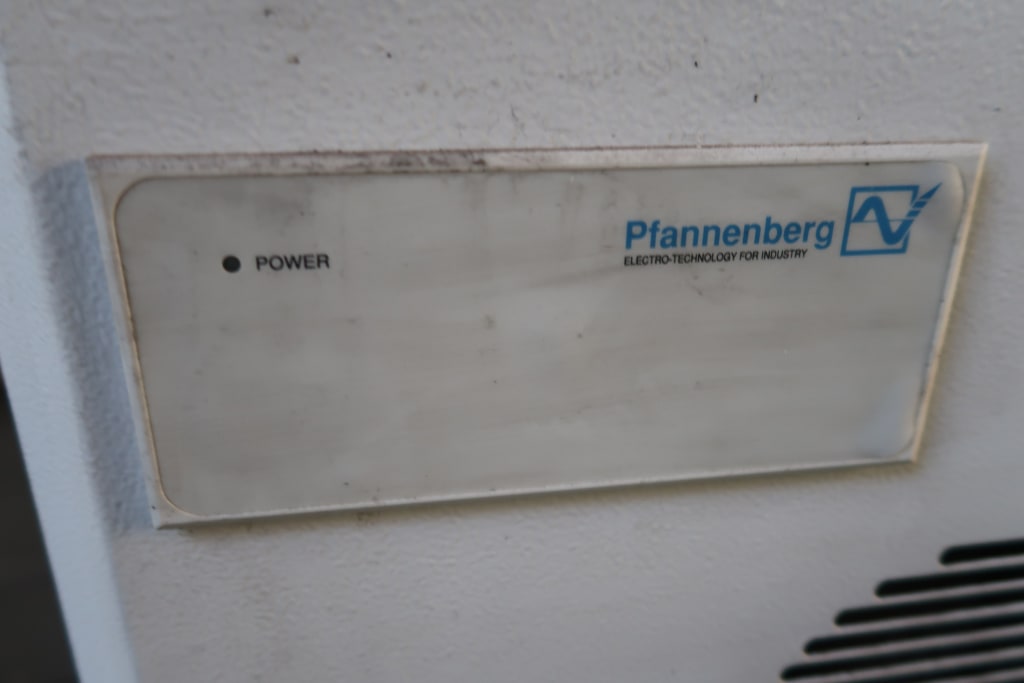 POWER
Pfannenberg
ELECTRO-TECHNOLOGY FOR INDUSTRY